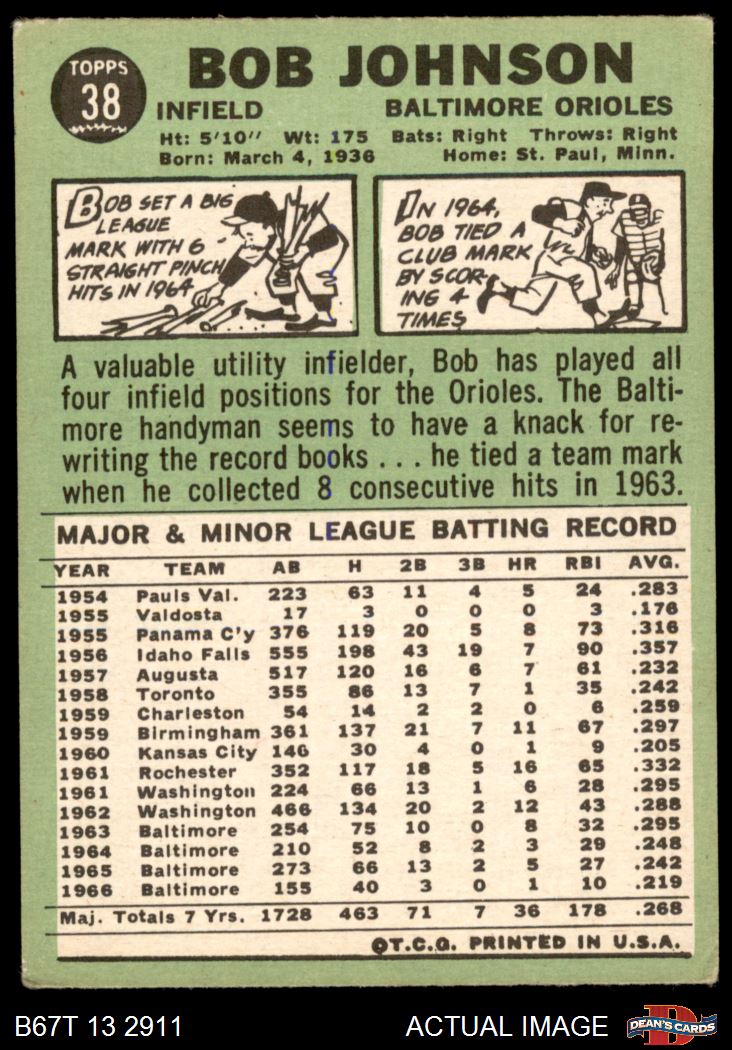 TOPPS
38
BOB JOHNSON
INFIELD BALTIMORE ORIOLES
Ht: 5'10" Wt: 175 Bats: Right Throws: Right
Born: March 4, 1936 Home: St. Paul, Minn.
BOB SET A BIG
LEAGUE
MARK WITH 6
STRAIGHT PINCH
HITS IN 1964
IN 1964,
BOB TIED A
CLUB MARK
BY SCOR-
ING 4
TIMES
A valuable utility infielder, Bob has played all
four infield positions for the Orioles. The Balti-
more handyman seems to have a knack for re-
writing the record books . . . he tied a team mark
when he collected 8 consecutive hits in 1963.
MAJOR & MINOR LEAGUE BATTING RECORD
YEAR TEAM AB H 2B 3B HR RBI AVG.
1954 Pauls Val. 223 63 11 4 5 24 .283
1955 Valdosta 17 3 0 0 0 3 .176
1955 Panama C'y 376 119 20 5 8 73 .316
1956 Idaho Falls 555 198 43 19 7 90 .357
1957 Augusta 517 120 16 6 7 61 .232
1958 Toronto 355 86 13 7 1 35 .242
1959 Charleston 54 14 2 2 0 6 .259
1959 Birmingham 361 137 21 7 11 67 .297
1960 Kansas City 146 30 4 0 1 9 .205
1961 Rochester 352 117 18 5 16 65 .332
1961 Washington 224 66 13 1 6 28 .295
1962 Washington 466 134 20 2 12 43 .288
1963 Baltimore 254 75 10 0 8 32 .295
1964 Baltimore 210 52 8 2 3 29 .248
1965 Baltimore 273 66 13 2 5 27 .242
1966 Baltimore 155 40 3 0 1 10 .219
Maj. Totals 7 Yrs. 1728 463 71 7 36 178 .268
©T.C.G. PRINTED IN U.S.A.
B67T 13 2911 ACTUAL IMAGE D DEAN'S CARDS